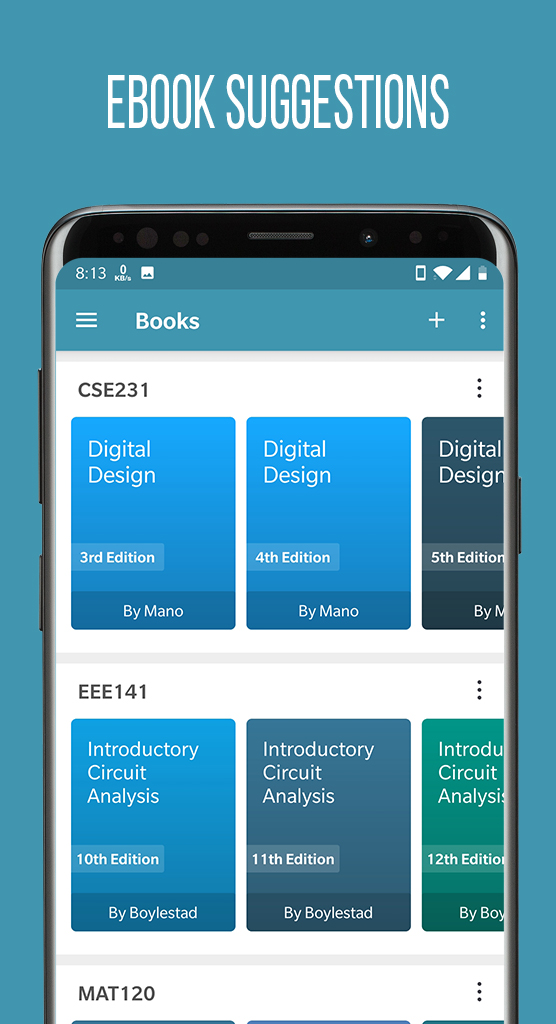 EBOOK SUGGESTIONS
8:13 0 KB/s
Books
CSE231
Digital
Design
3rd Edition
By Mano
Digital
Design
4th Edition
By Mano
Digital
Design
5th Edition
By M
EEE141
Introductory
Circuit
Analysis
10th Edition
By Boylestad
Introductory
Circuit
Analysis
11th Edition
By Boylestad
Introdu
Circuit
Analysis
12th Edition
By Boy
MAT120